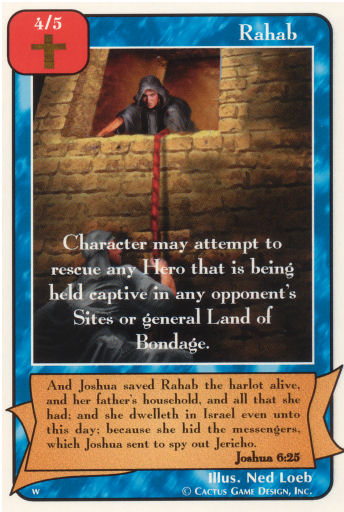 4/5
Rahab
Character may attempt to
rescue any Hero that is being
held captive in any opponent's
Sites or general Land of
Bondage.
And Joshua saved Rahab the harlot alive,
and her father's household, and all that she
had; and she dwelleth in Israel even unto
this day; because she hid the messengers,
which Joshua sent to spy out Jericho.
Joshua 6:25
Illus. Ned Loeb
W
© CACTUS GAME DESIGN, INC.